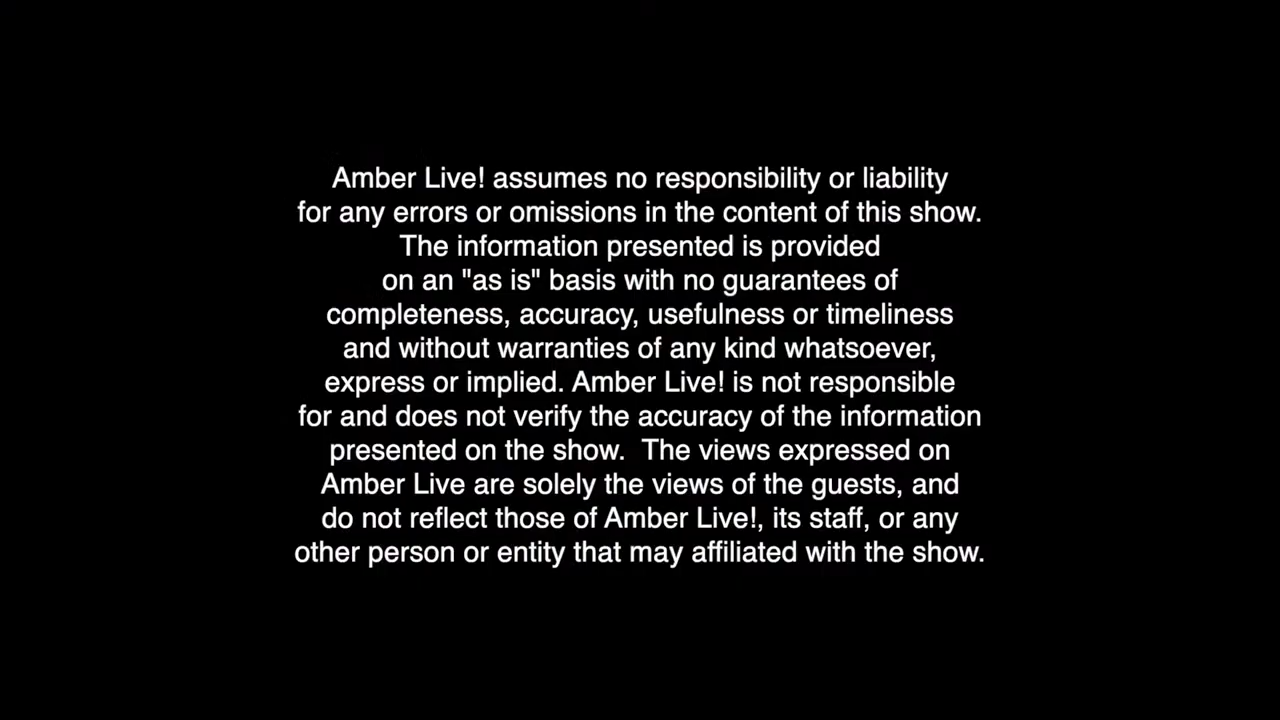 Amber Live! assumes no responsibility or liability
for any errors or omissions in the content of this show.
The information presented is provided
on an "as is" basis with no guarantees of
completeness, accuracy, usefulness or timeliness
and without warranties of any kind whatsoever,
express or implied. Amber Live! is not responsible
for and does not verify the accuracy of the information
presented on the show.  The views expressed on
Amber Live are solely the views of the guests, and
do not reflect those of Amber Live!, its staff, or any
other person or entity that may affiliated with the show.